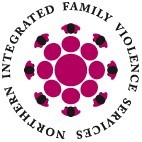 NORTHERN INTEGRATED FAMILY VIOLENCE SERVICES